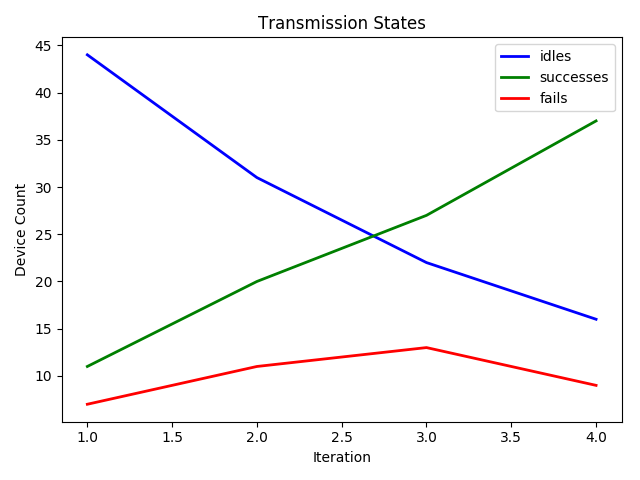 Transmission States
idles
successes
fails
Device Count
45
40
35
30
25
20
15
10
1.0 1.5 2.0 2.5 3.0 3.5 4.0
Iteration